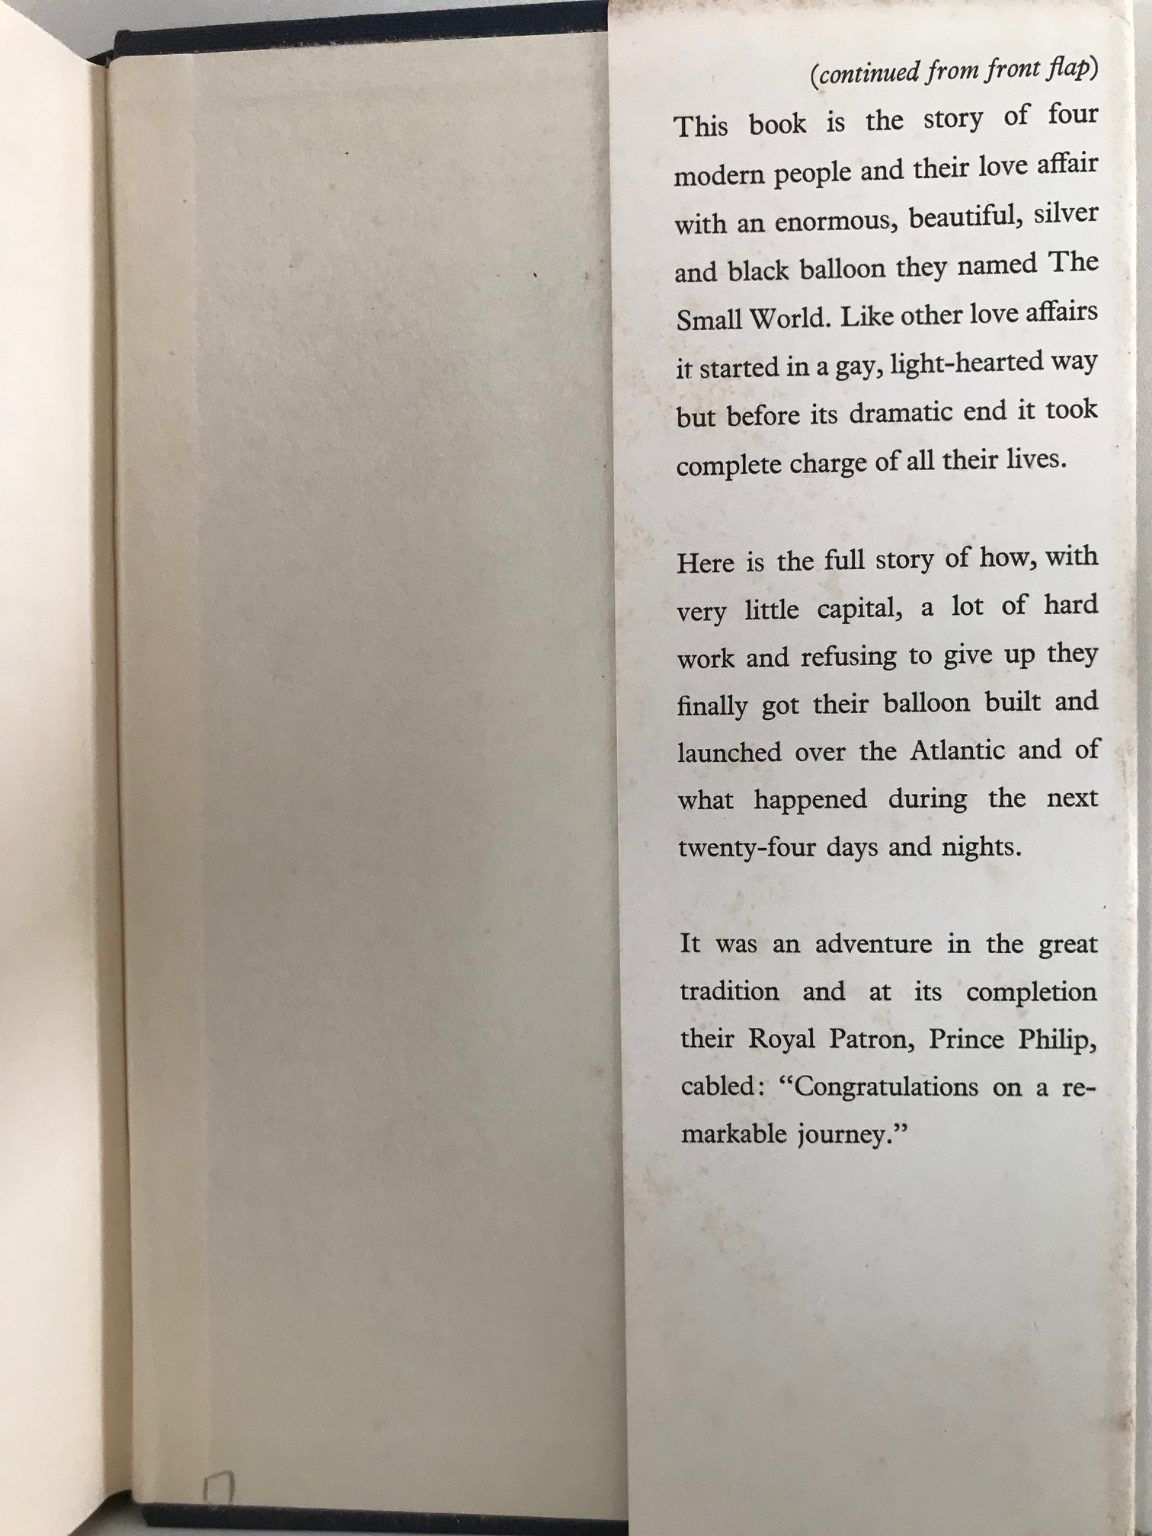 (continued from front flap)
This book is the story of four
modern people and their love affair
with an enormous, beautiful, silver
and black balloon they named The
Small World. Like other love affairs
it started in a gay, light-hearted way
but before its dramatic end it took
complete charge of all their lives.
Here is the full story of how, with
very little capital, a lot of hard
work and refusing to give up they
finally got their balloon built and
launched over the Atlantic and of
what happened during the next
twenty-four days and nights.
It was an adventure in the great
tradition and at its completion
their Royal Patron, Prince Philip,
cabled: “Congratulations on a re-
markable journey.”